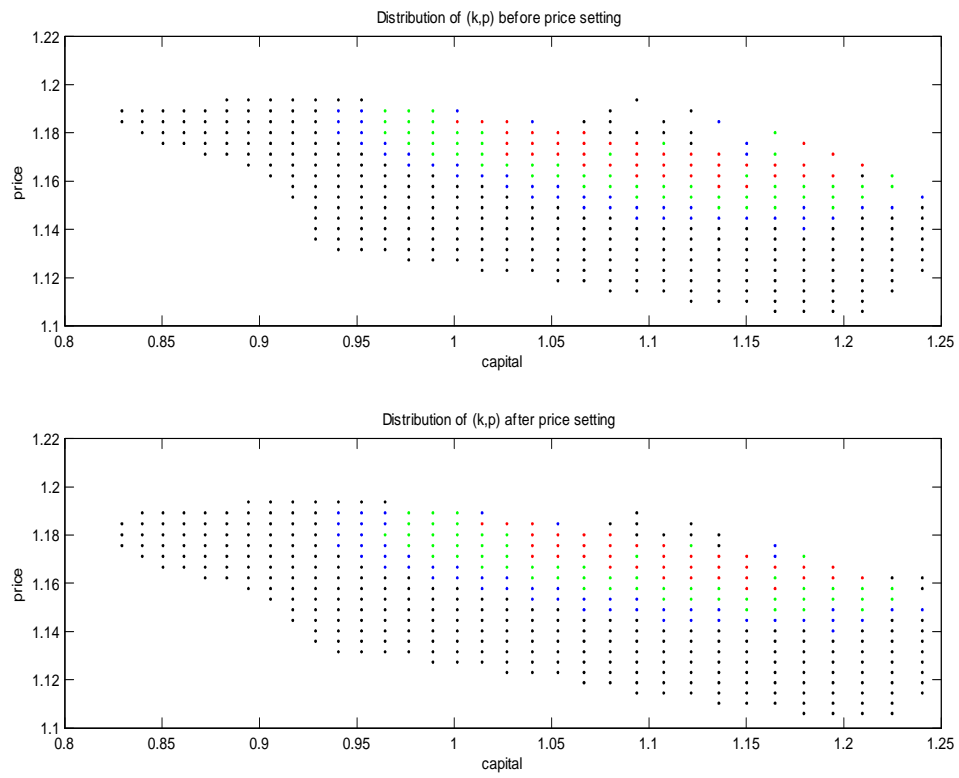 Distribution of (k,p) before price setting
1.22
1.2
1.18
1.16
1.14
1.12
1.1
price
0.8 0.85 0.9 0.95 1 1.05 1.1 1.15 1.2 1.25
capital
Distribution of (k,p) after price setting
1.22
1.2
1.18
1.16
1.14
1.12
1.1
price
0.8 0.85 0.9 0.95 1 1.05 1.1 1.15 1.2 1.25
capital